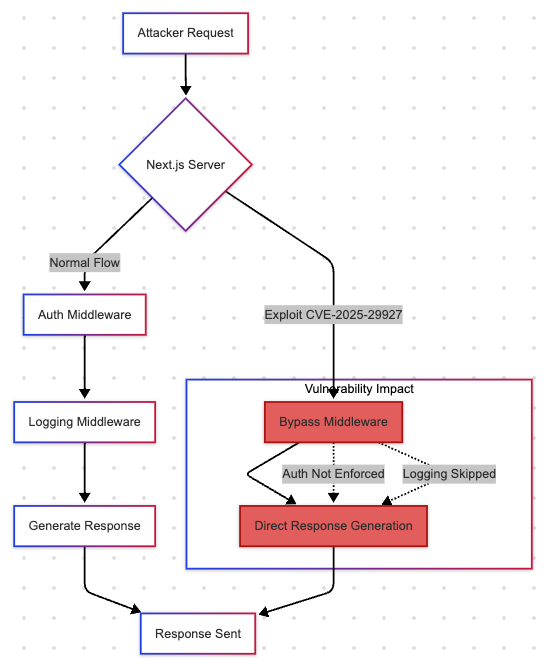 Attacker Request
Next.js Server
Normal Flow
Exploit CVE-2025-29927
Auth Middleware
Vulnerability Impact
Logging Middleware
Bypass Middleware
Auth Not Enforced
Logging Skipped
Generate Response
Direct Response Generation
Response Sent